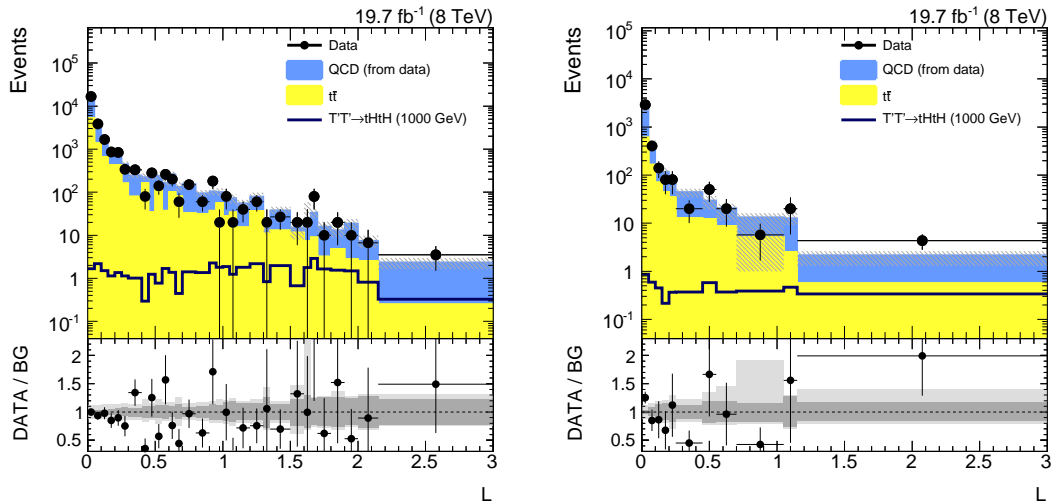 19.7 fb⁻¹ (8 TeV)
Events
10⁵
10⁴
10³
10²
10
1
10⁻¹
Data
QCD (from data)
tt̄
T'T'→tHtH (1000 GeV)
DATA / BG
2
1.5
1
0.5
0 0.5 1 1.5 2 2.5 3
L
19.7 fb⁻¹ (8 TeV)
Events
10⁵
10⁴
10³
10²
10
1
10⁻¹
Data
QCD (from data)
tt̄
T'T'→tHtH (1000 GeV)
DATA / BG
2
1.5
1
0.5
0 0.5 1 1.5 2 2.5 3
L